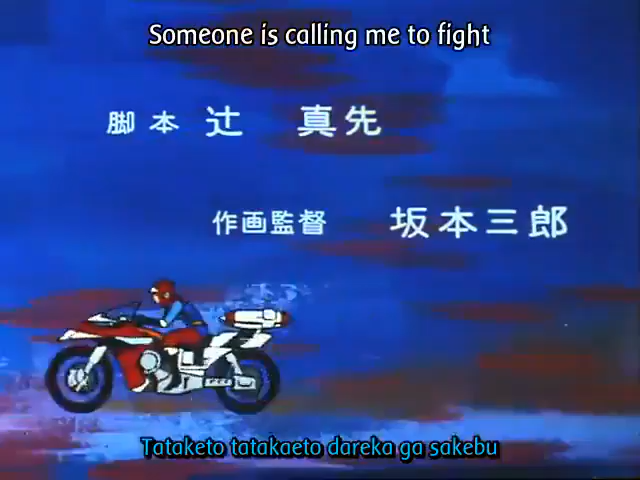 Someone is calling me to fight
脚本 辻 真先
作画監督 坂本三郎
Tataketo tatakaeto dareka ga sakebu